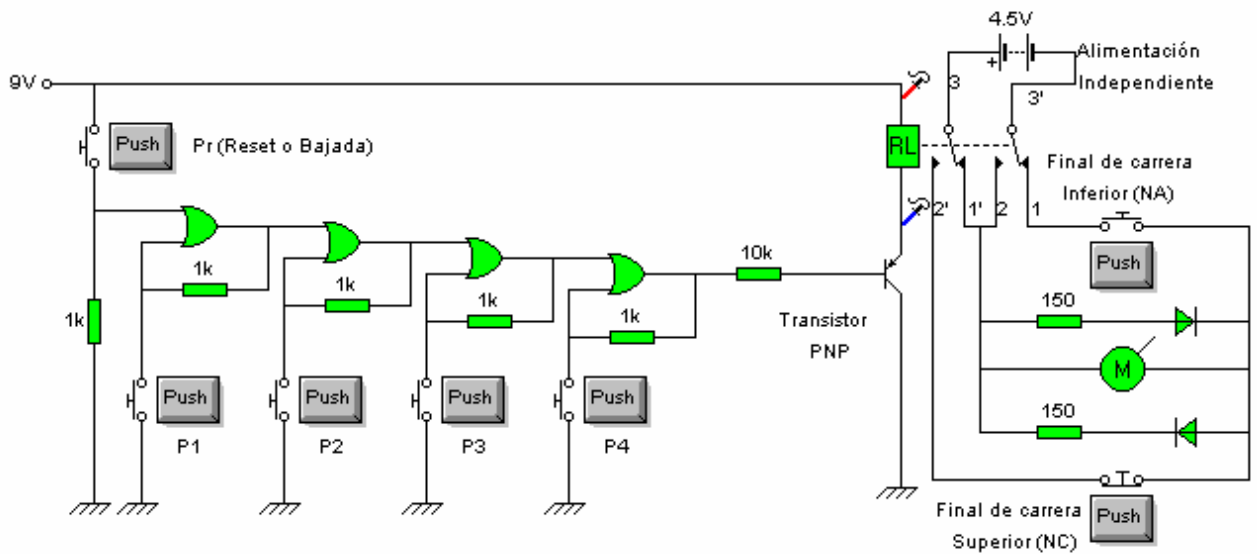 4.5V
+
Alimentación
Independiente
9V
3
3'
Push
Pr (Reset o Bajada)
RL
Final de carrera
Inferior (NA)
2'
1'
2
1
1k
1k
1k
1k
1k
10k
Push
150
Transistor
PNP
M
Push
Push
Push
Push
150
P1
P2
P3
P4
Final de carrera
Superior (NC)
Push